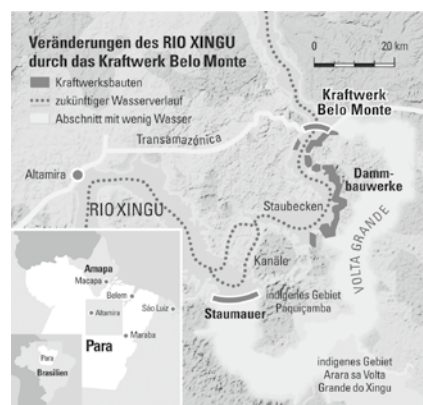 Veränderungen des RIO XINGU
durch das Kraftwerk Belo Monte
Kraftwerksbauten
zukünftiger Wasserverlauf
Abschnitt mit wenig Wasser
0 20 km
Kraftwerk
Belo Monte
Transamazónica
Altamira
Damm-
bauwerke
RIO XINGU
Staubecken
VOLTA GRANDE
Kanäle
Staumauer
indigenes Gebiet
Paquiçamba
indigenes Gebiet
Arara sa Volta
Grande do Xingu
Amapa
Macapa
Belem
São Luiz
Altamira
Maraba
Para
Para
Brasilien